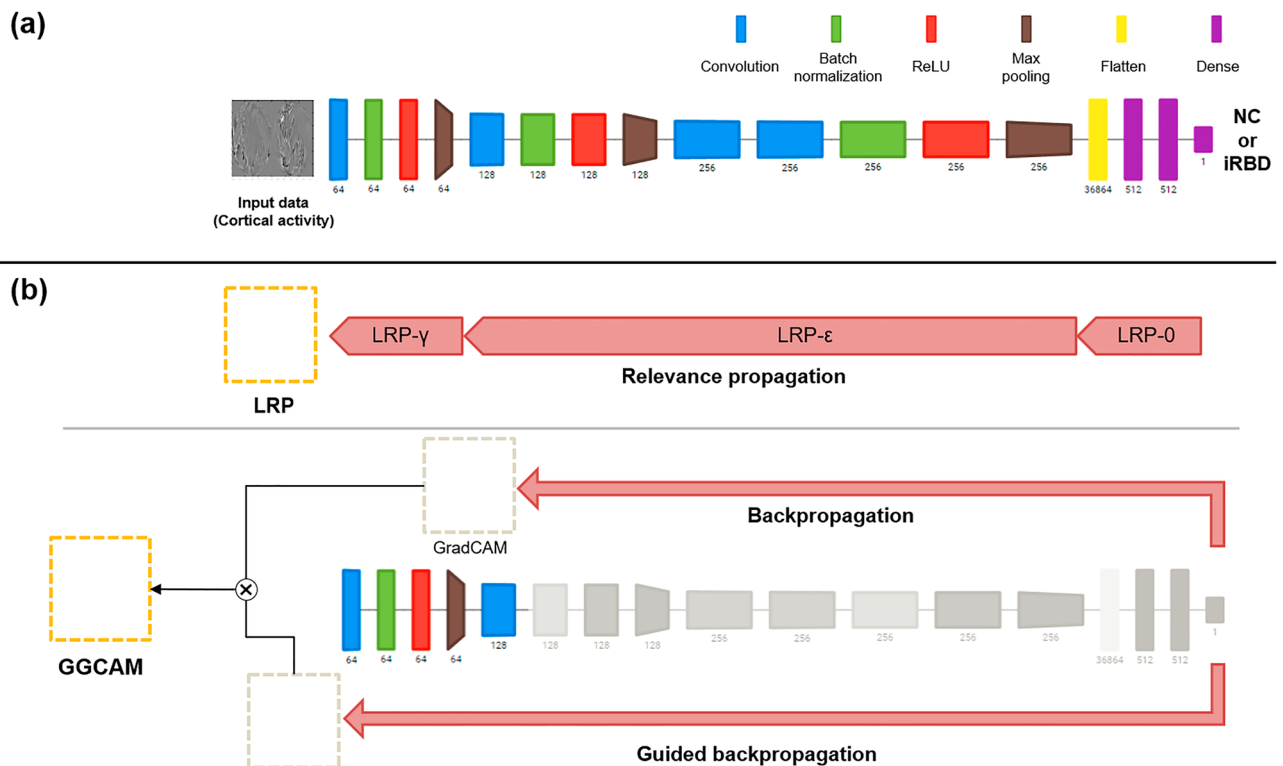 (a)
Convolution
Batch
normalization
ReLU
Max
pooling
Flatten
Dense
Input data
(Cortical activity)
64
64
64
64
128
128
128
128
256
256
256
256
256
36864
512
512
1
NC
or
iRBD
(b)
LRP-γ
LRP-ε
LRP-0
Relevance propagation
LRP
Backpropagation
GradCAM
GGCAM
64
64
64
64
128
128
128
128
256
256
256
256
256
36864
512
512
1
Guided backpropagation